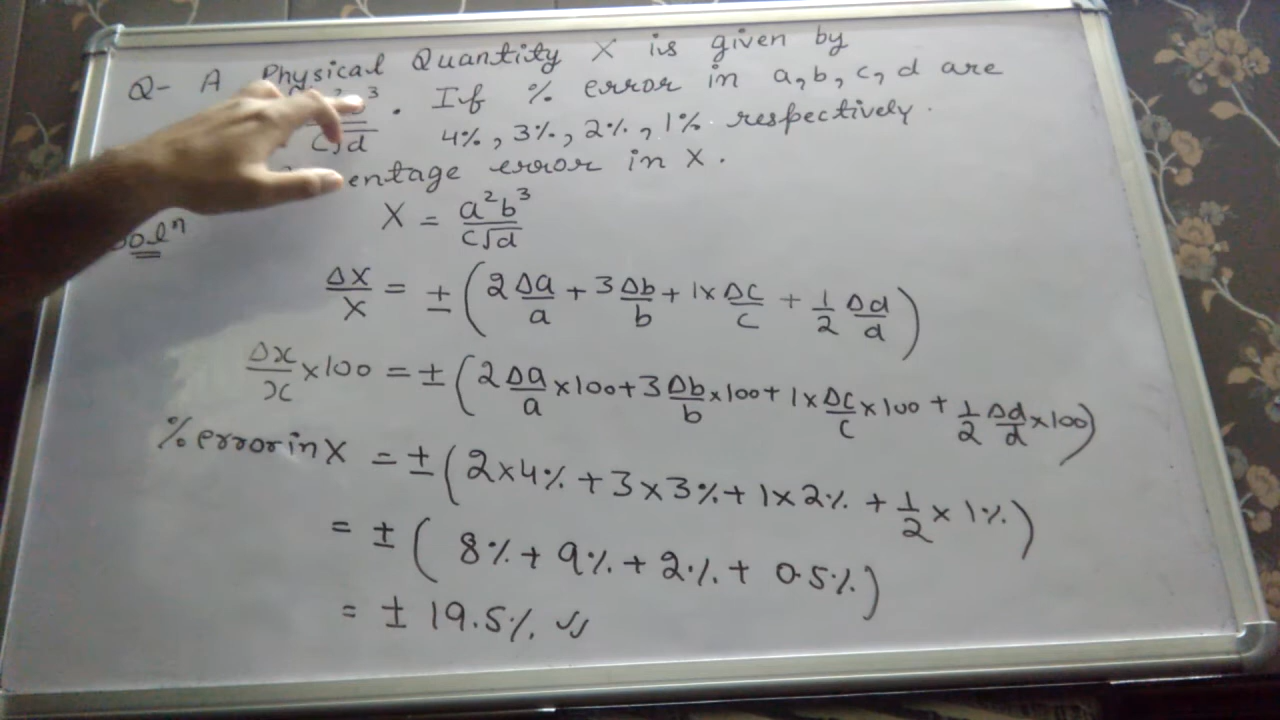 Q- A Physical Quantity X is given by
b³/c√d . If % error in a, b, c, d are
4%, 3%, 2%, 1% respectively.
entage error in X.
Solⁿ X = a²b³/c√d
ΔX/X = ± (2 Δa/a + 3 Δb/b + 1× Δc/c + 1/2 Δd/d)
Δx/x ×100 = ± (2 Δa/a ×100 + 3 Δb/b ×100 + 1× Δc/c ×100 + 1/2 Δd/d ×100)
% error in X = ± (2×4% + 3×3% + 1×2% + 1/2 × 1%)
= ± (8% + 9% + 2% + 0.5%)
= ± 19.5%